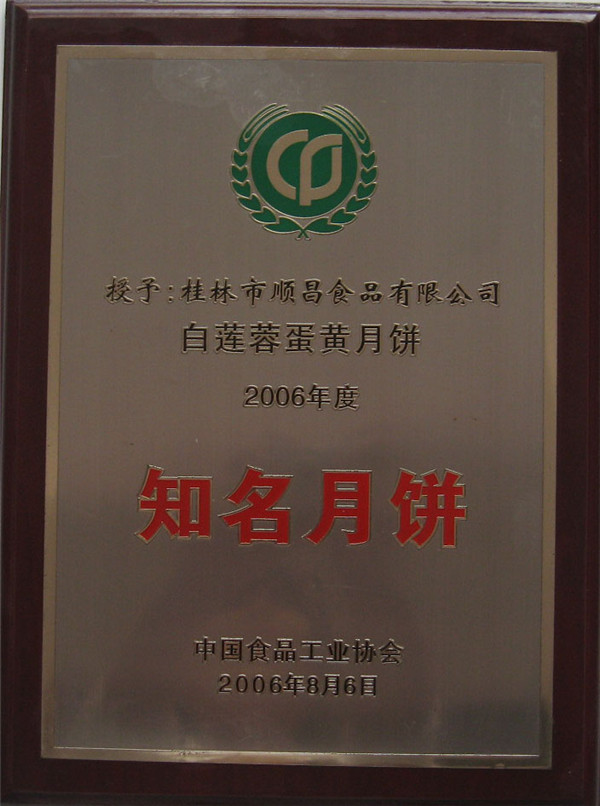 授予：桂林市顺昌食品有限公司
白莲蓉蛋黄月饼
2006年度
知名月饼
中国食品工业协会
2006年8月6日